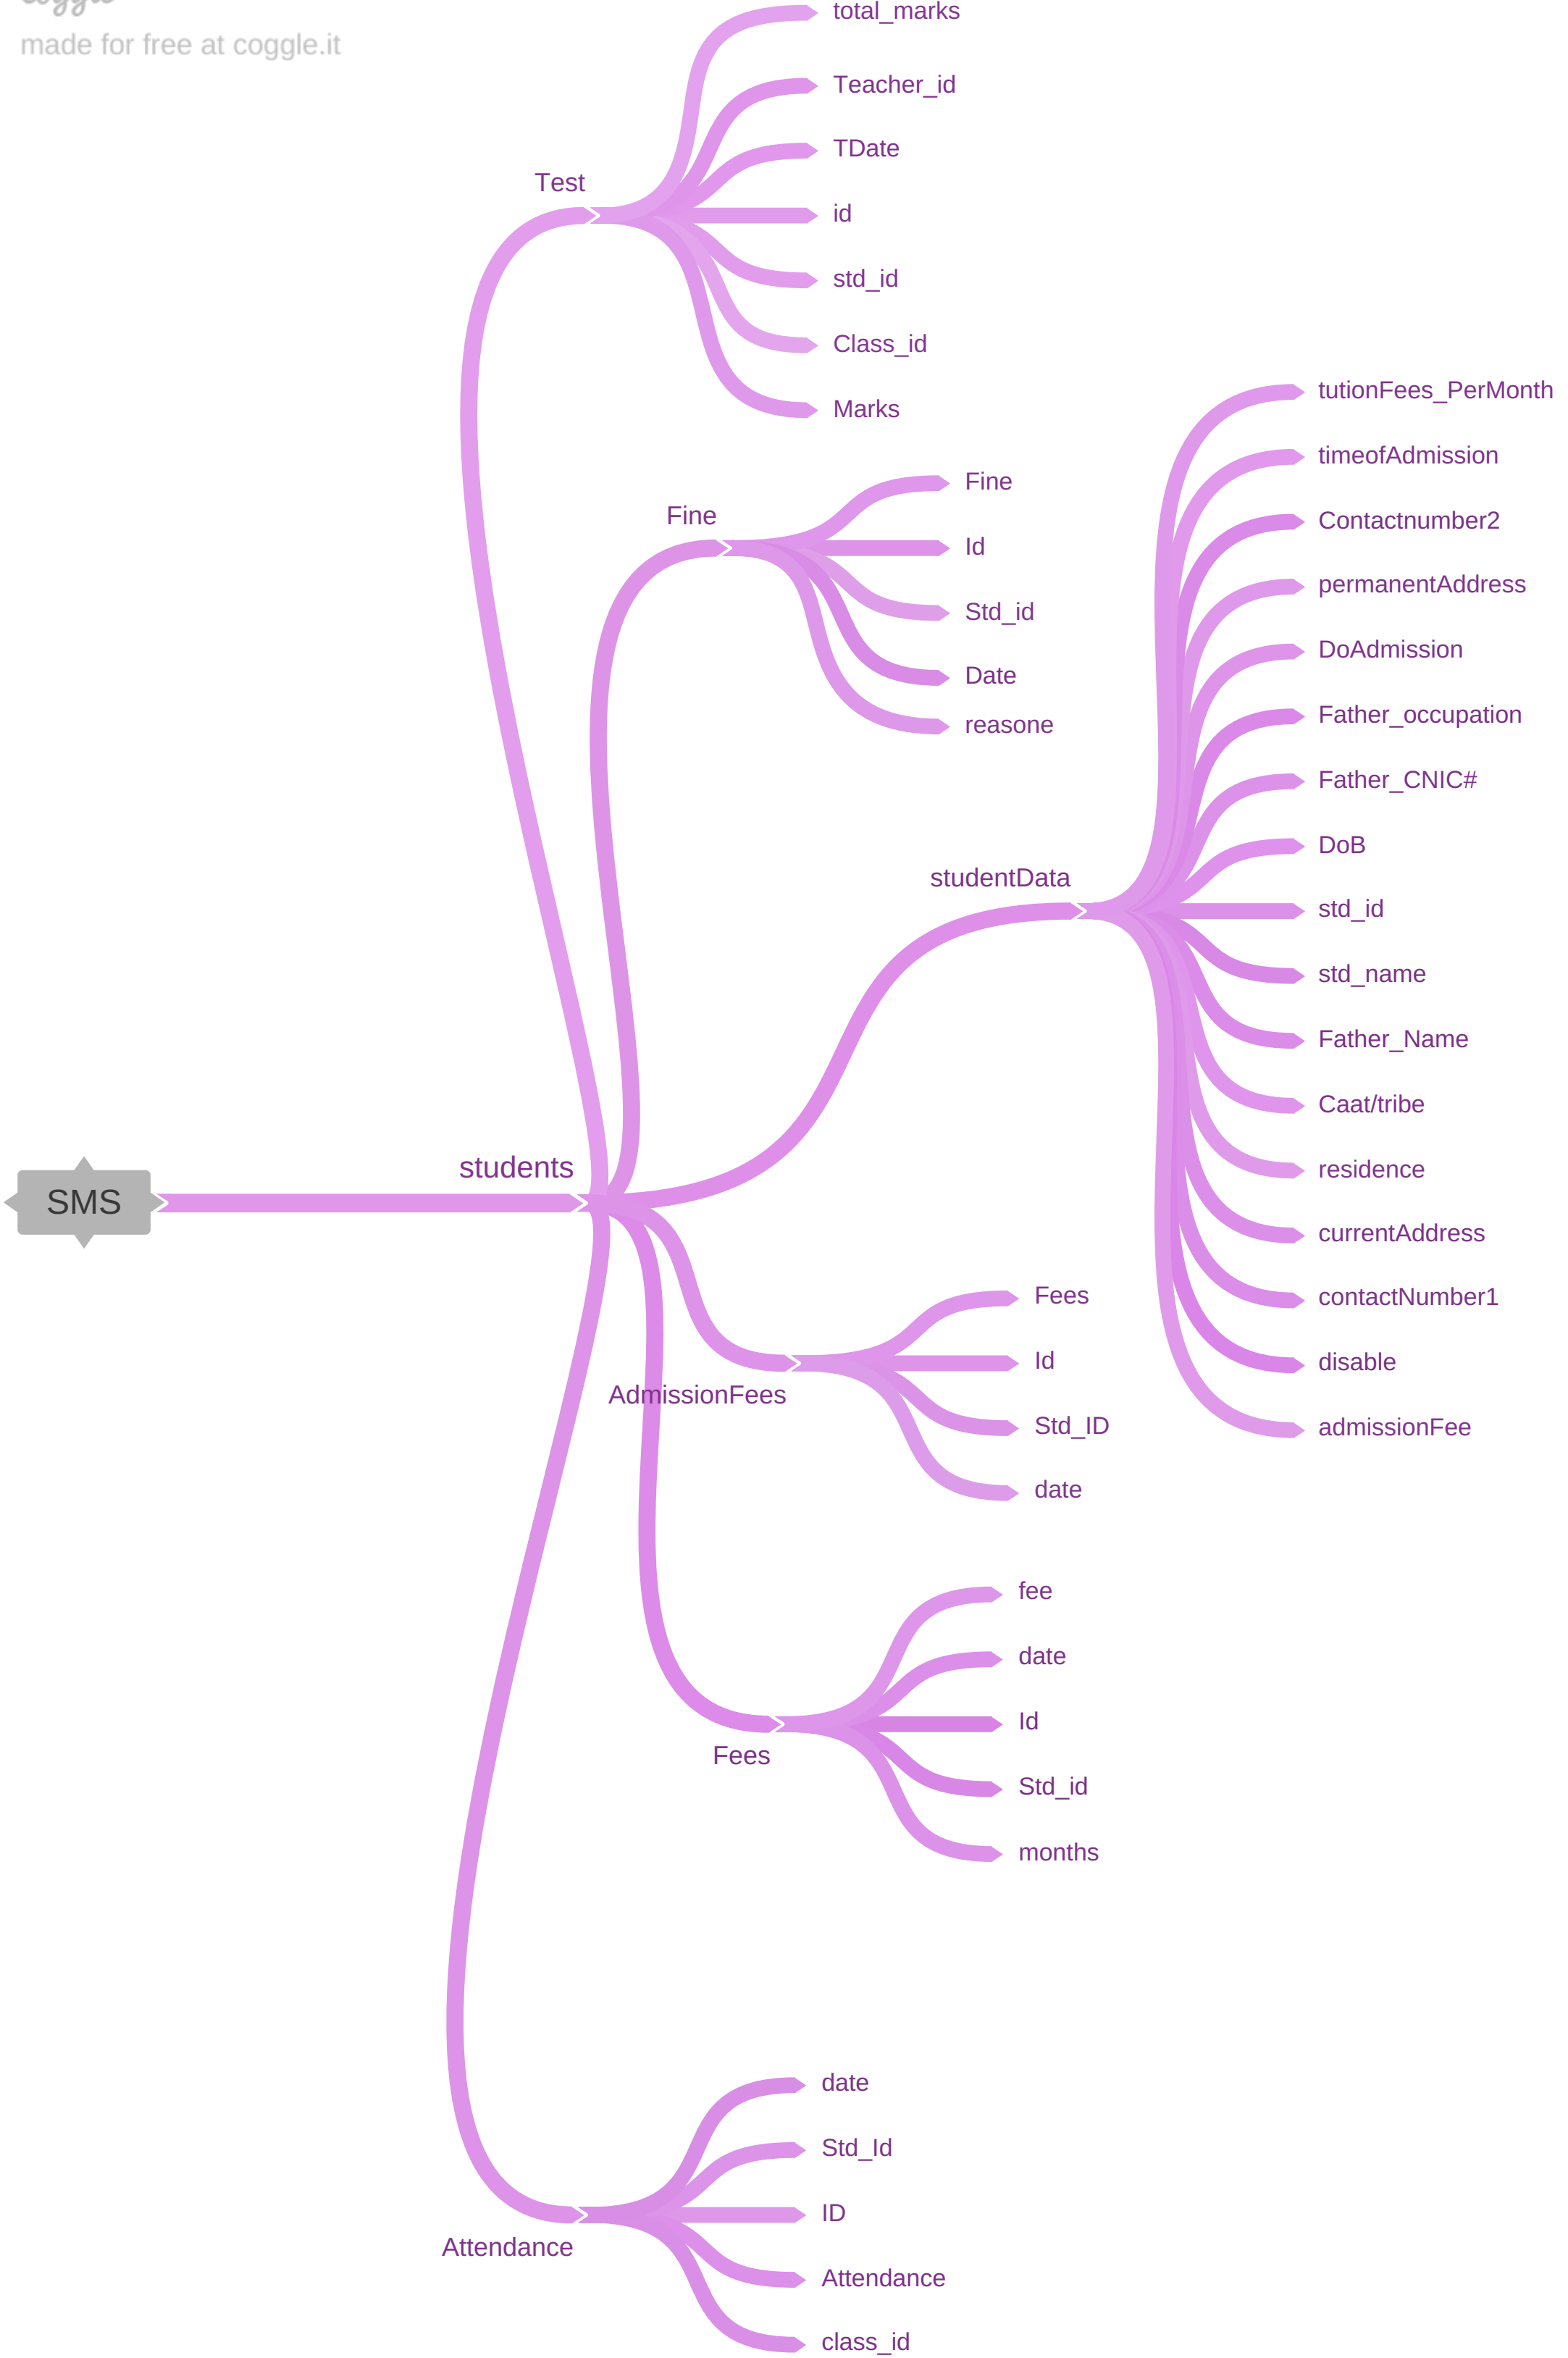 made for free at coggle.it
SMS
students
Test
total_marks
Teacher_id
TDate
id
std_id
Class_id
Marks
Fine
Fine
Id
Std_id
Date
reasone
studentData
tutionFees_PerMonth
timeofAdmission
Contactnumber2
permanentAddress
DoAdmission
Father_occupation
Father_CNIC#
DoB
std_id
std_name
Father_Name
Caat/tribe
residence
currentAddress
contactNumber1
disable
admissionFee
AdmissionFees
Fees
Id
Std_ID
date
Fees
fee
date
Id
Std_id
months
Attendance
date
Std_Id
ID
Attendance
class_id